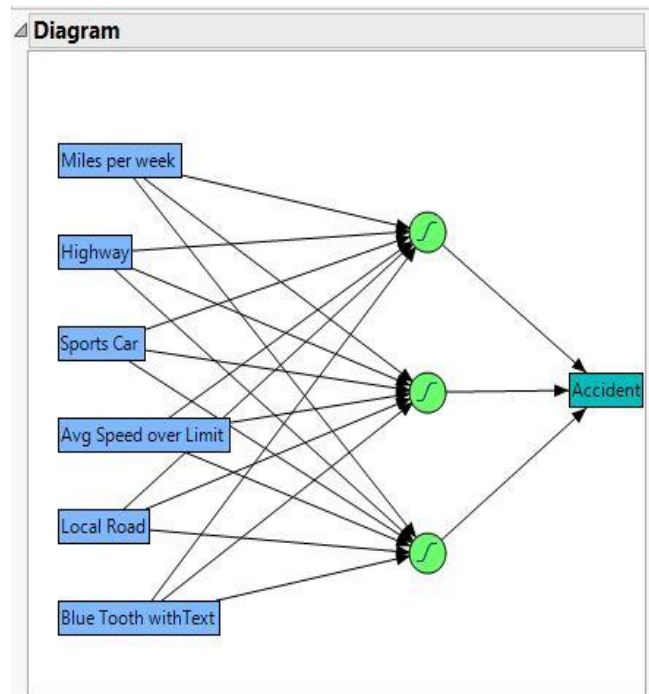 Diagram
Miles per week
Highway
Sports Car
Avg Speed over Limit
Local Road
Blue Tooth withText
Accident